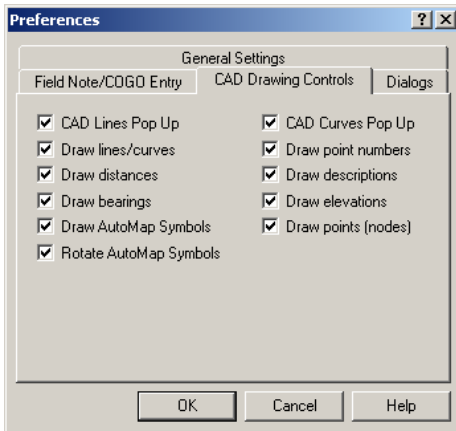 Preferences
General Settings
Field Note/COGO Entry CAD Drawing Controls Dialogs
CAD Lines Pop Up CAD Curves Pop Up
Draw lines/curves Draw point numbers
Draw distances Draw descriptions
Draw bearings Draw elevations
Draw AutoMap Symbols Draw points (nodes)
Rotate AutoMap Symbols
OK Cancel Help